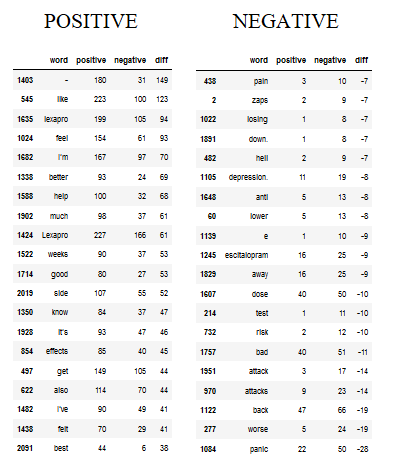 POSITIVE
word positive negative diff
1403 - 180 31 149
545 like 223 100 123
1635 lexapro 199 105 94
1024 feel 154 61 93
1682 I'm 167 97 70
1338 better 93 24 69
1588 help 100 32 68
1902 much 98 37 61
1424 Lexapro 227 166 61
1522 weeks 90 37 53
1714 good 80 27 53
2019 side 107 55 52
1350 know 84 37 47
1928 It's 93 47 46
854 effects 85 40 45
497 get 149 105 44
622 also 114 70 44
1482 I've 90 49 41
1438 felt 70 29 41
2091 best 44 6 38
NEGATIVE
word positive negative diff
438 pain 3 10 -7
2 zaps 2 9 -7
1022 losing 1 8 -7
1891 down. 1 8 -7
482 hell 2 9 -7
1105 depression. 11 19 -8
1648 anti 5 13 -8
60 lower 5 13 -8
1139 e 1 10 -9
1245 escitalopram 16 25 -9
1829 away 16 25 -9
1607 dose 40 50 -10
214 test 1 11 -10
732 risk 2 12 -10
1757 bad 40 51 -11
1951 attack 3 17 -14
970 attacks 9 23 -14
1122 back 47 66 -19
277 worse 5 24 -19
1084 panic 22 50 -28